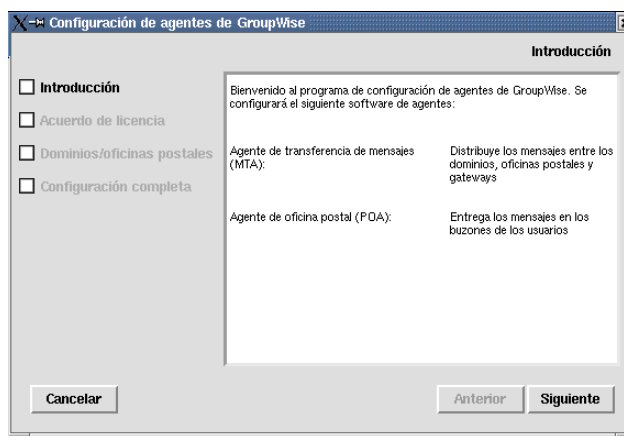 Configuración de agentes de GroupWise
Introducción
Introducción
Acuerdo de licencia
Dominios/oficinas postales
Configuración completa
Bienvenido al programa de configuración de agentes de GroupWise. Se
configurará el siguiente software de agentes:
Agente de transferencia de mensajes
(MTA):
Distribuye los mensajes entre los
dominios, oficinas postales y
gateways
Agente de oficina postal (POA):
Entrega los mensajes en los
buzones de los usuarios
Cancelar
Anterior
Siguiente